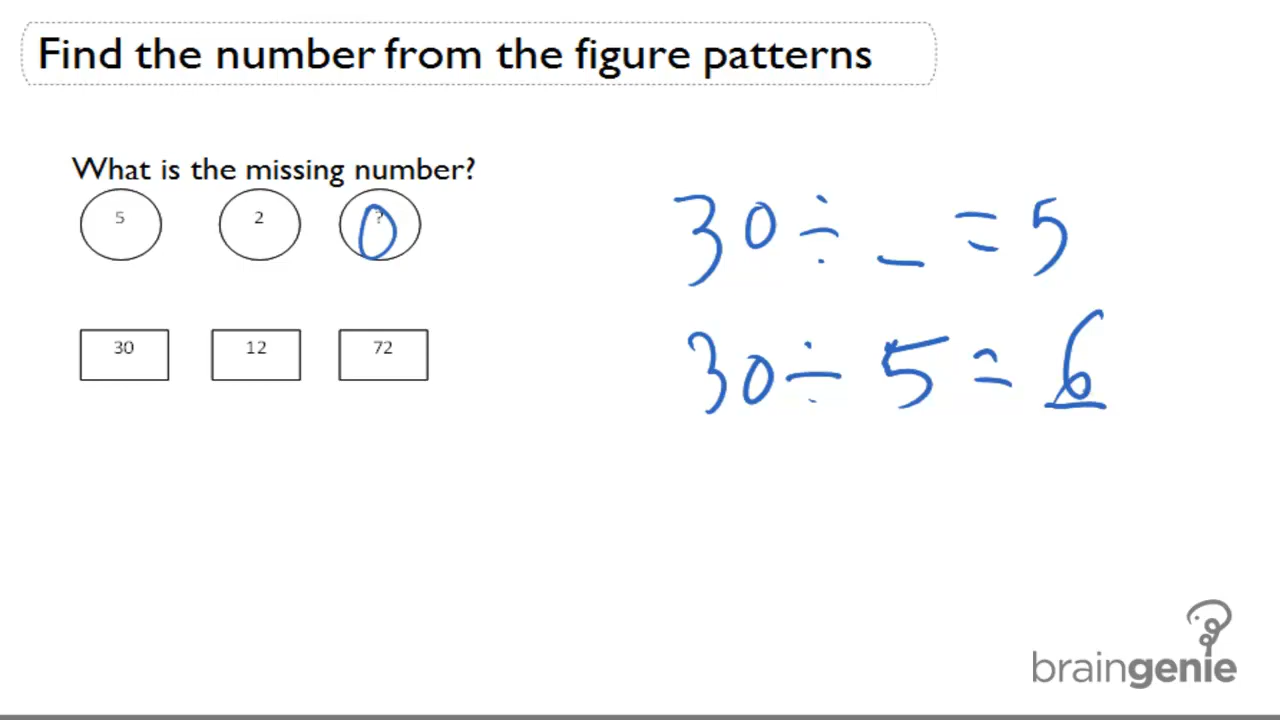 Find the number from the figure patterns
What is the missing number?
5 2 ?
0
30 12 72
30 ÷ _ = 5
30 ÷ 5 = 6
braingenie